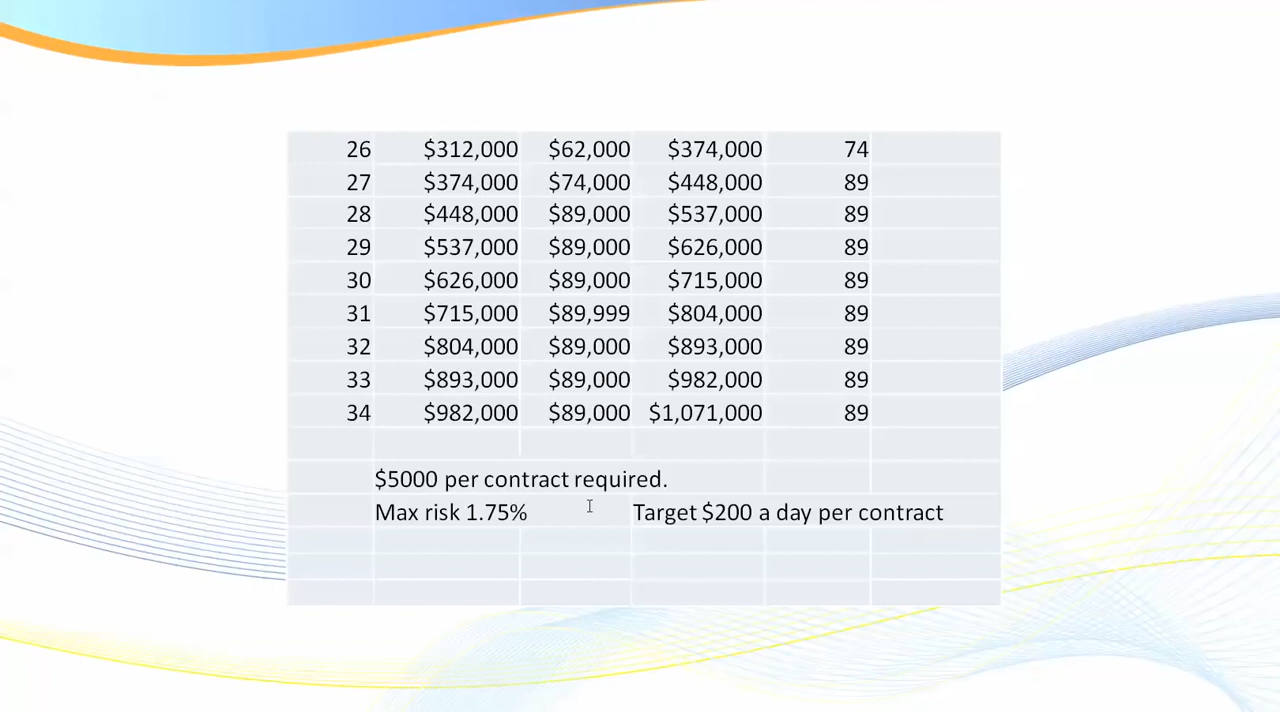 26 $312,000 $62,000 $374,000 74
27 $374,000 $74,000 $448,000 89
28 $448,000 $89,000 $537,000 89
29 $537,000 $89,000 $626,000 89
30 $626,000 $89,000 $715,000 89
31 $715,000 $89,999 $804,000 89
32 $804,000 $89,000 $893,000 89
33 $893,000 $89,000 $982,000 89
34 $982,000 $89,000 $1,071,000 89
$5000 per contract required.
Max risk 1.75% Target $200 a day per contract